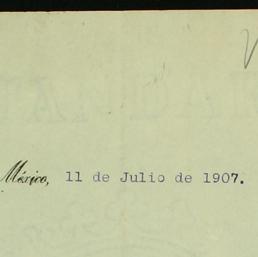 México, 11 de Julio de 1907.